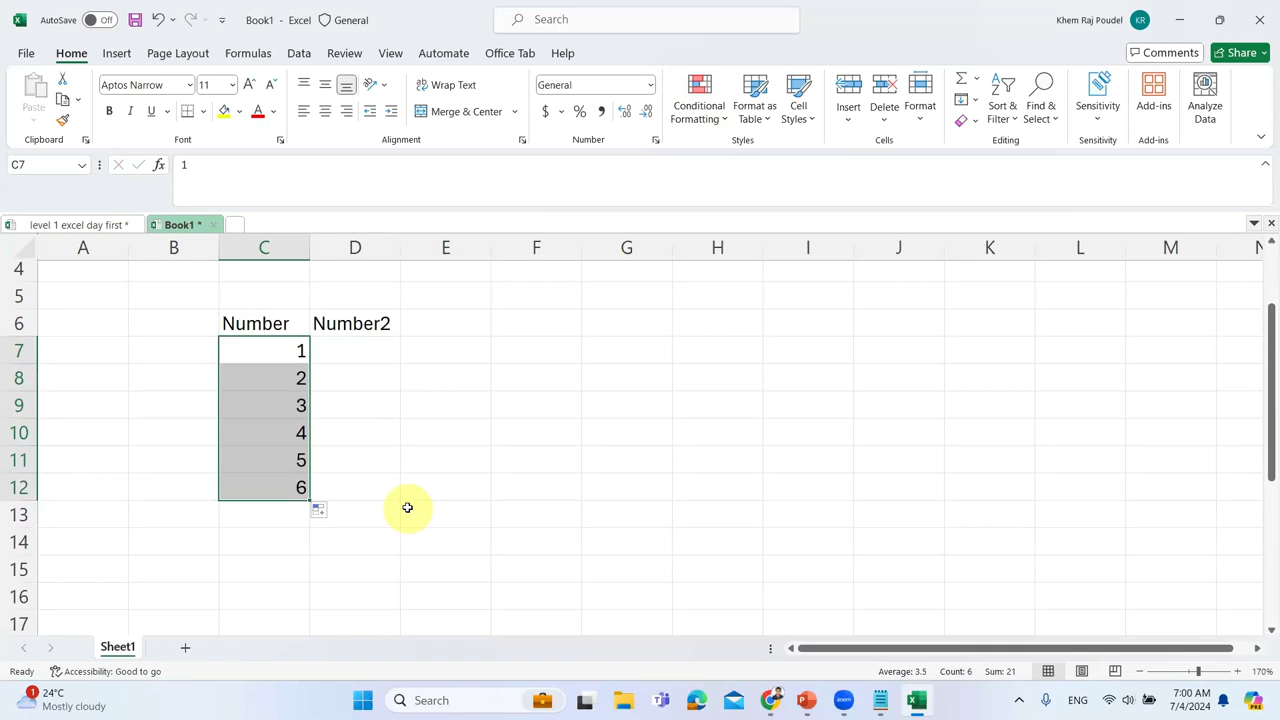 AutoSave Off Book1 - Excel General Search Khem Raj Poudel KR
File Home Insert Page Layout Formulas Data Review View Automate Developer Office Tab Help Comments Share
Paste Aptos Narrow 11 A A Wrap Text General Conditional Formatting Format as Table Cell Styles Insert Delete Format Sort & Filter Find & Select Sensitivity Add-ins Analyze Data
B I U A ab Merge & Center $ % 9
Clipboard Font Alignment Number Styles Cells Editing Sensitivity Add-ins
C7 fx 1
level 1 excel day first * Book1 *
A B C D E F G H I J K L M N
4
5
6 Number Number2
7 1
8 2
9 3
10 4
11 5
12 6
13
14
15
16
17
Sheet1
Ready Accessibility: Good to go Average: 3.5 Count: 6 Sum: 21 170%
1 24°C Search ENG 7:00 AM
Mostly cloudy 7/4/2024